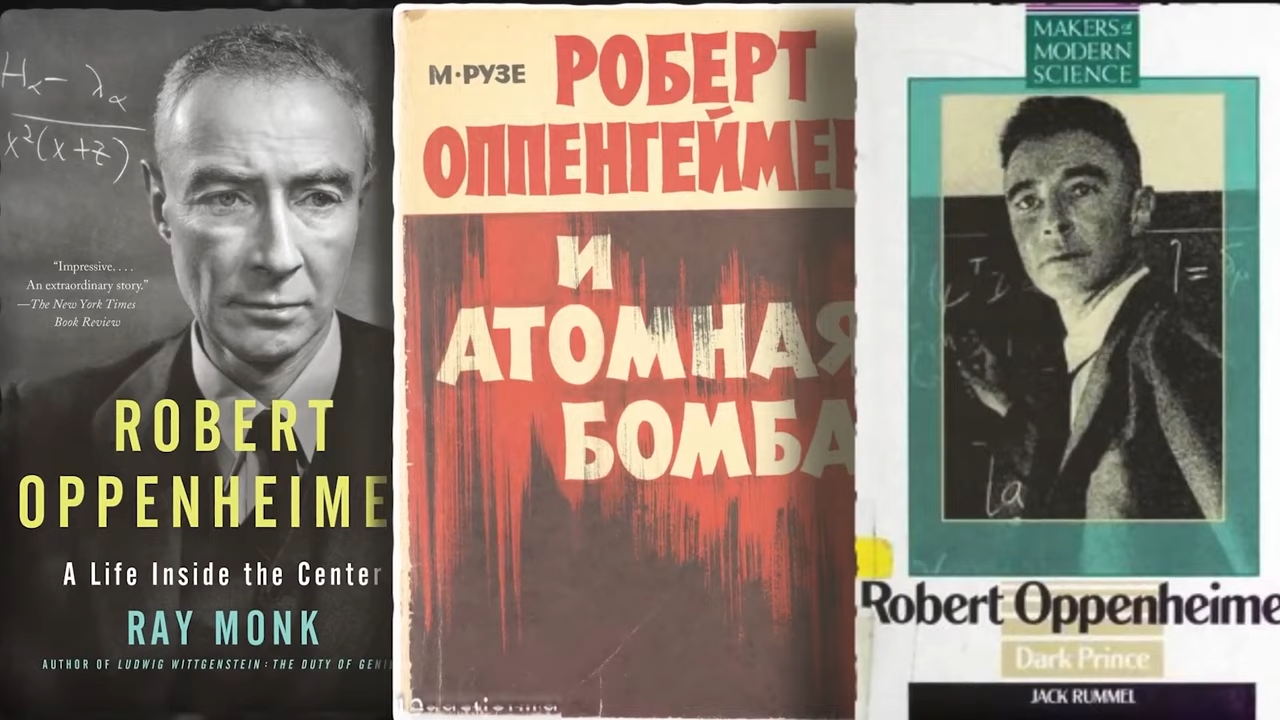 H α - λ α
x²(x+z)
“Impressive. . . .
An extraordinary story.”
—The New York Times
Book Review
ROBERT
OPPENHEIME
A Life Inside the Center
RAY MONK
AUTHOR OF LUDWIG WITTGENSTEIN: THE DUTY OF GENI
М·РУЗЕ
РОБЕРТ
ОППЕНГЕЙМЕ
И
АТОМНАЯ
БОМБА
MAKERS OF
MODERN
SCIENCE
Robert Oppenheime
Dark Prince
JACK RUMMEL